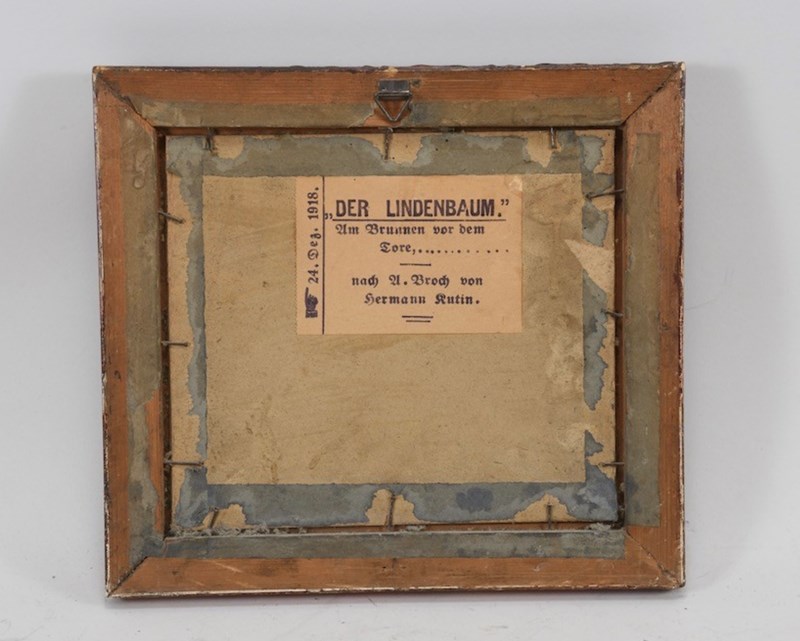 24. Dez. 1918.
„DER LINDENBAUM.”
Am Brunnen vor dem
Tore,...........
nach A. Broch von
Hermann Kutin.